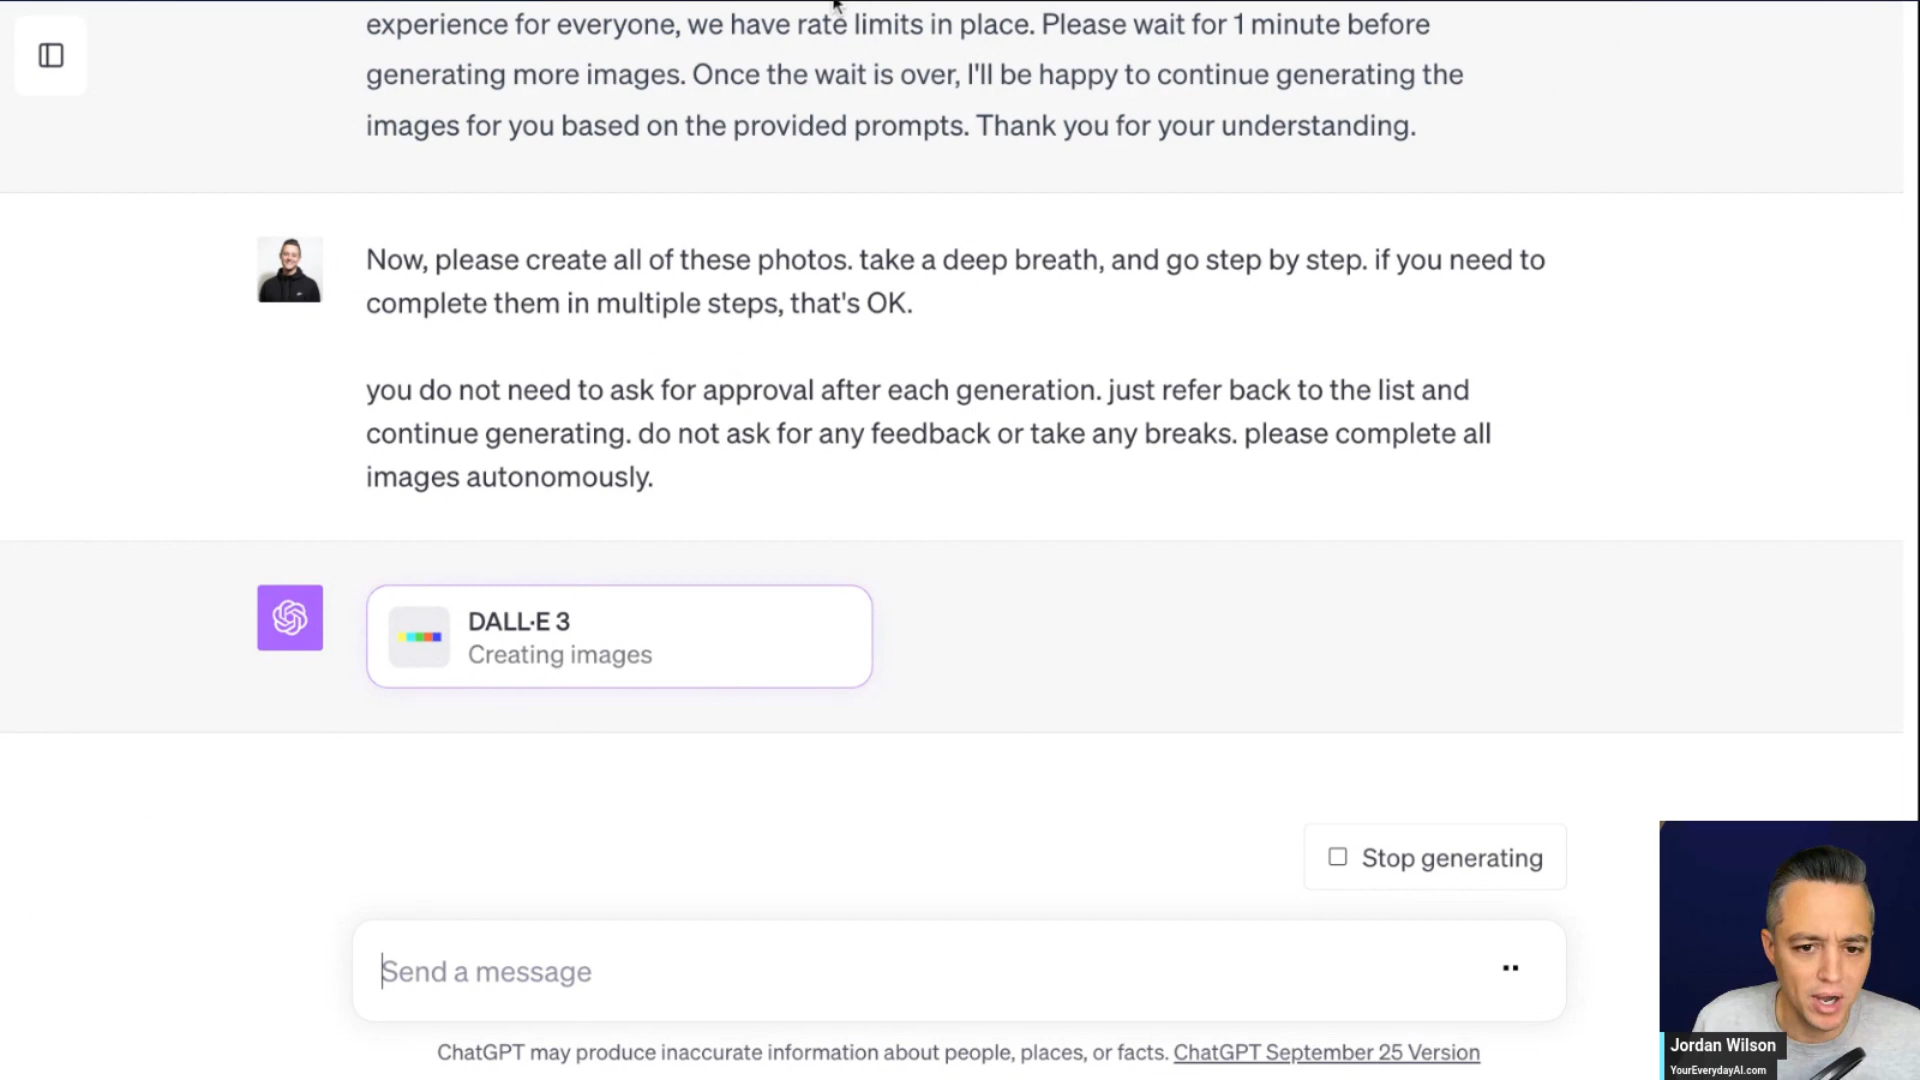 experience for everyone, we have rate limits in place. Please wait for 1 minute before
generating more images. Once the wait is over, I'll be happy to continue generating the
images for you based on the provided prompts. Thank you for your understanding.
Now, please create all of these photos. take a deep breath, and go step by step. if you need to
complete them in multiple steps, that's OK.
you do not need to ask for approval after each generation. just refer back to the list and
continue generating. do not ask for any feedback or take any breaks. please complete all
images autonomously.
DALL·E 3
Creating images
Stop generating
Send a message
ChatGPT may produce inaccurate information about people, places, or facts. ChatGPT September 25 Version
Jordan Wilson
YourEverydayAI.com